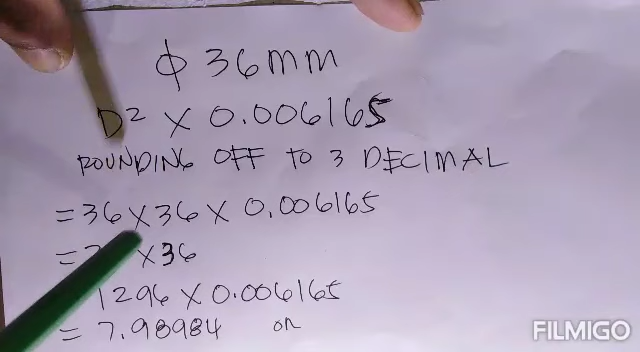 φ 36mm
D² × 0.006165
ROUNDING OFF TO 3 DECIMAL
= 36 × 36 × 0.006165
= × 36
1296 × 0.006165
= 7.98984 or
FILMIGO